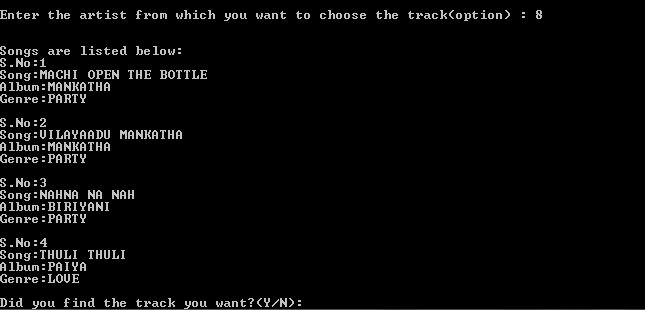 Enter the artist from which you want to choose the track(option) : 8
Songs are listed below:
S.No:1
Song:MACHI OPEN THE BOTTLE
Album:MANKATHA
Genre:PARTY
S.No:2
Song:VILAYAADU MANKATHA
Album:MANKATHA
Genre:PARTY
S.No:3
Song:NAHNA NA NAH
Album:BIRIYANI
Genre:PARTY
S.No:4
Song:THULI THULI
Album:PAIYA
Genre:LOVE
Did you find the track you want?(Y/N):